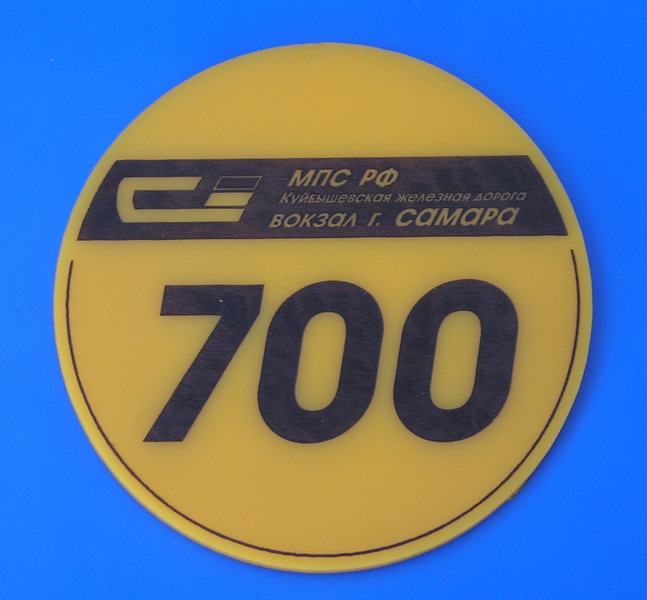 МПС РФ
Куйбышевская железная дорога
ВОКЗАЛ г. САМАРА
700